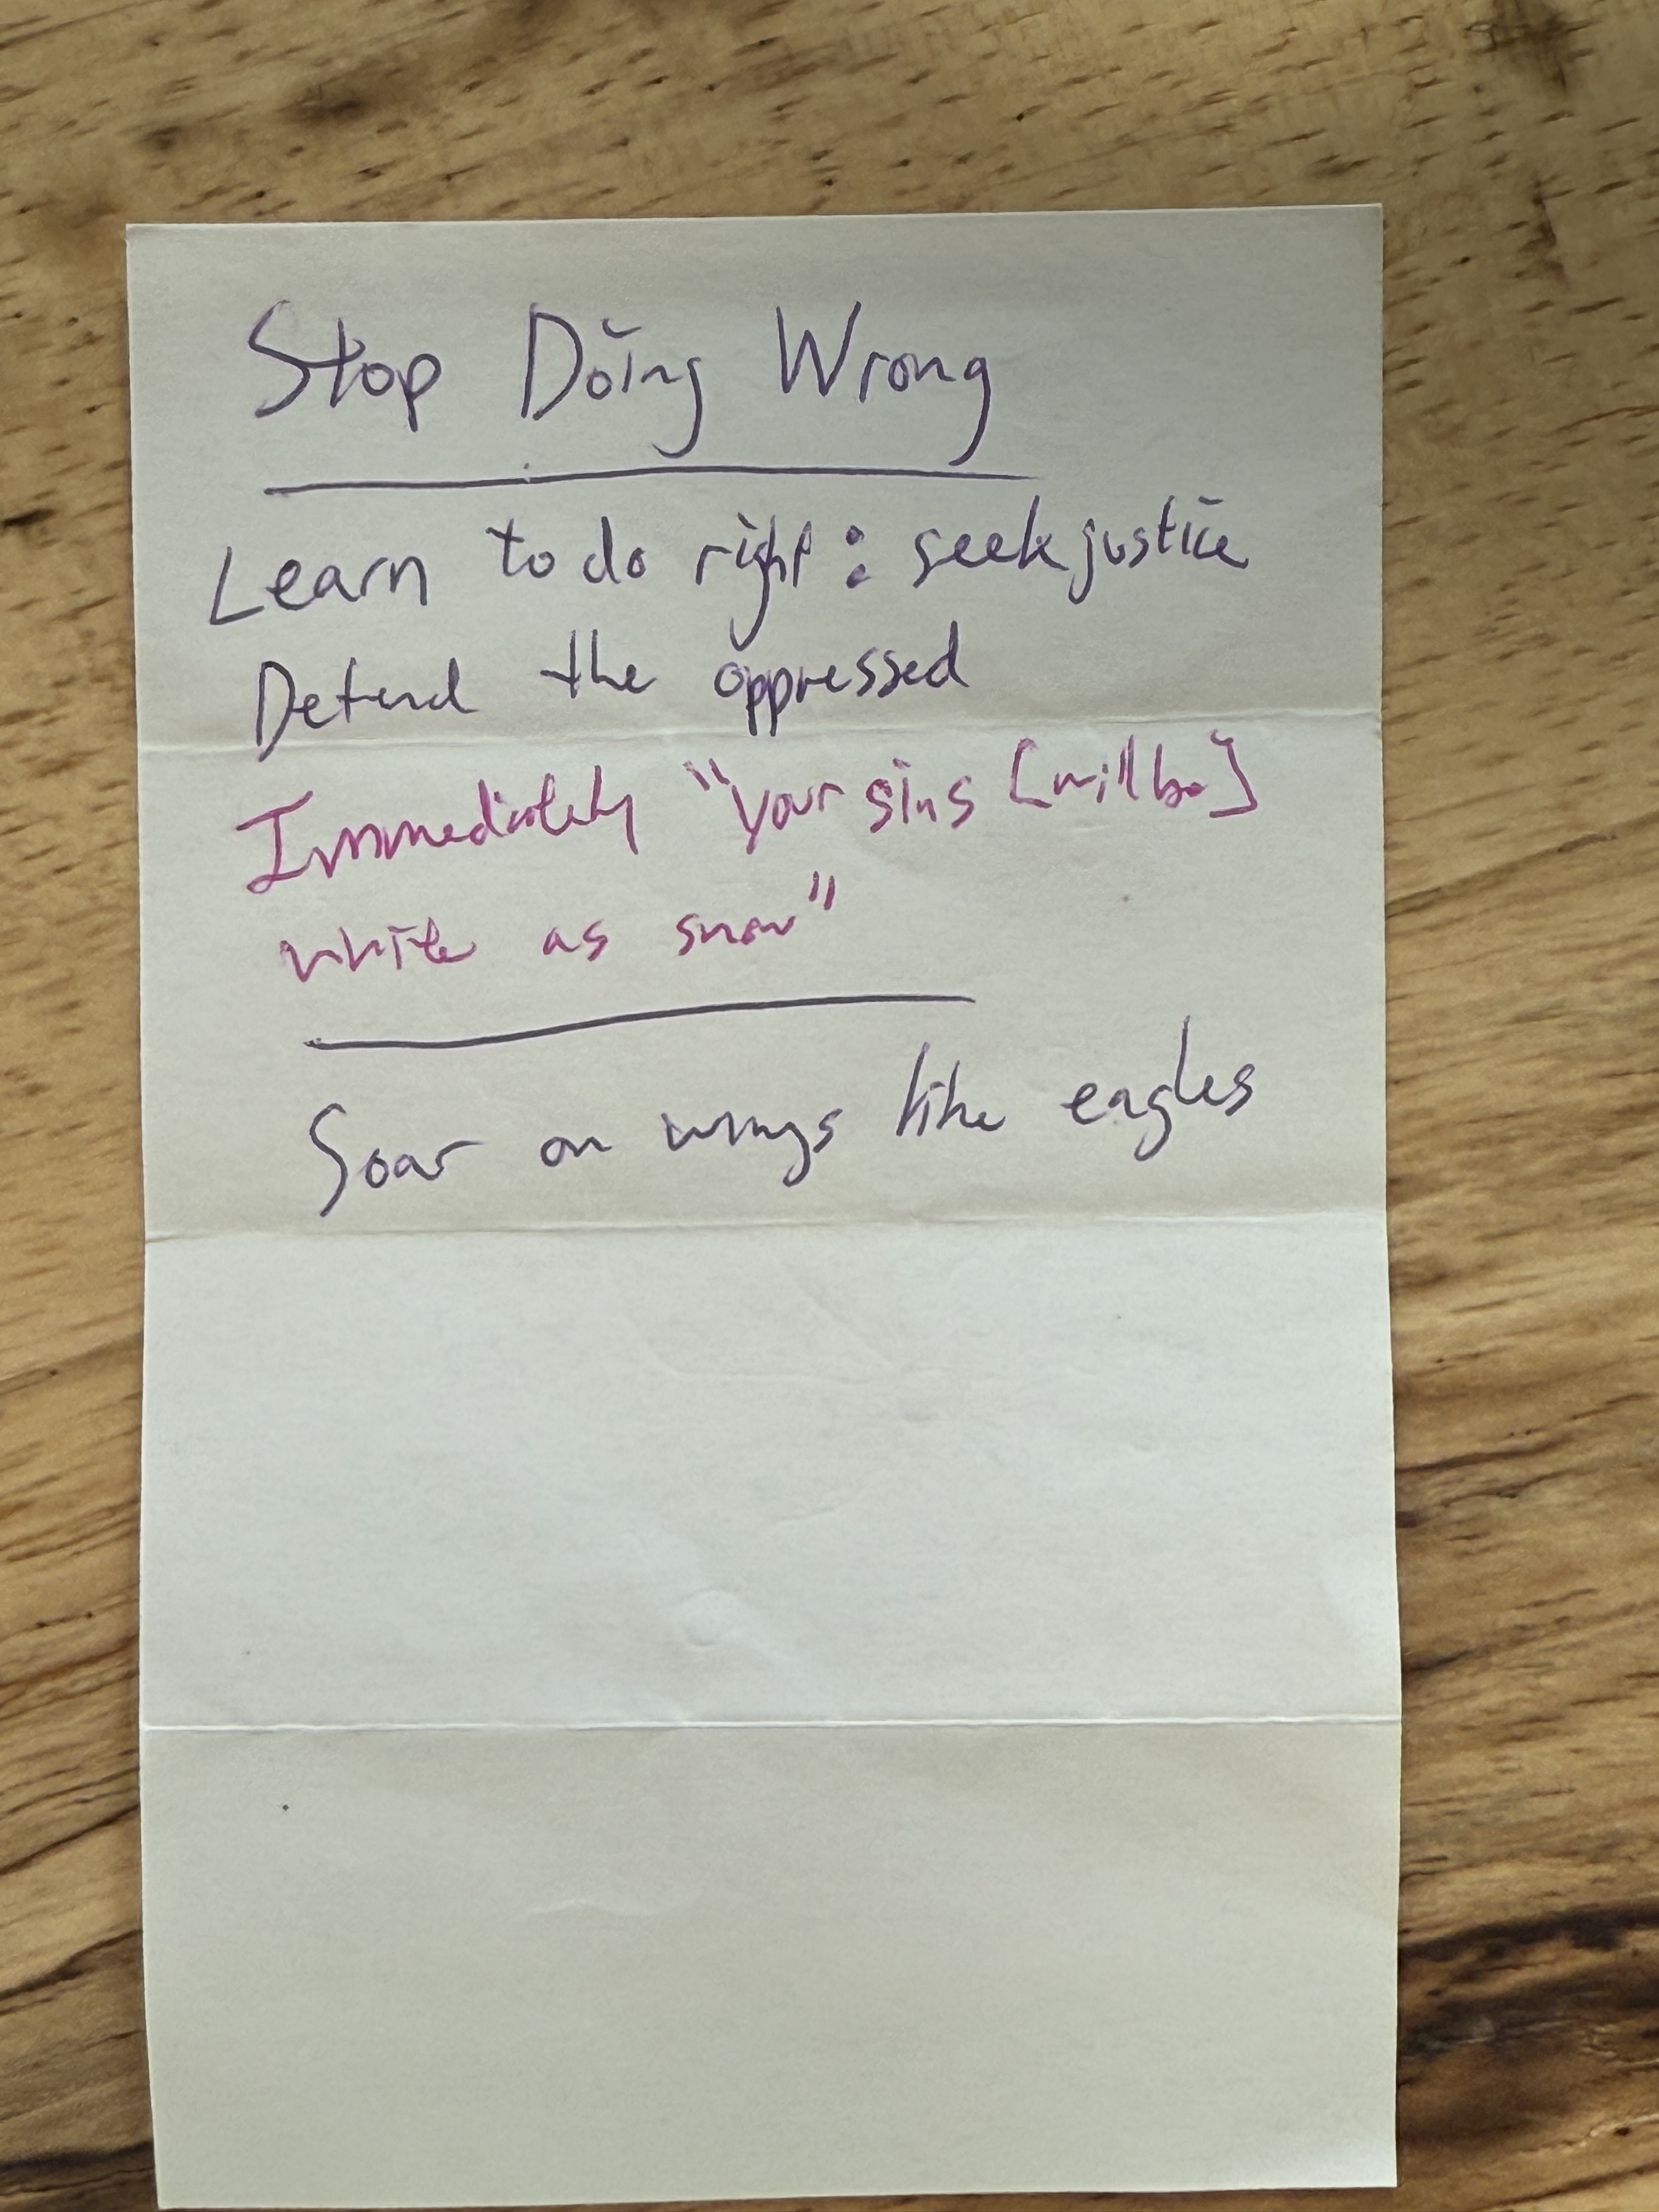 Stop Doing Wrong
Learn to do right: seek justice
Defend the oppressed
Immediately "your sins [will be]
white as snow"
Soar on wings like eagles